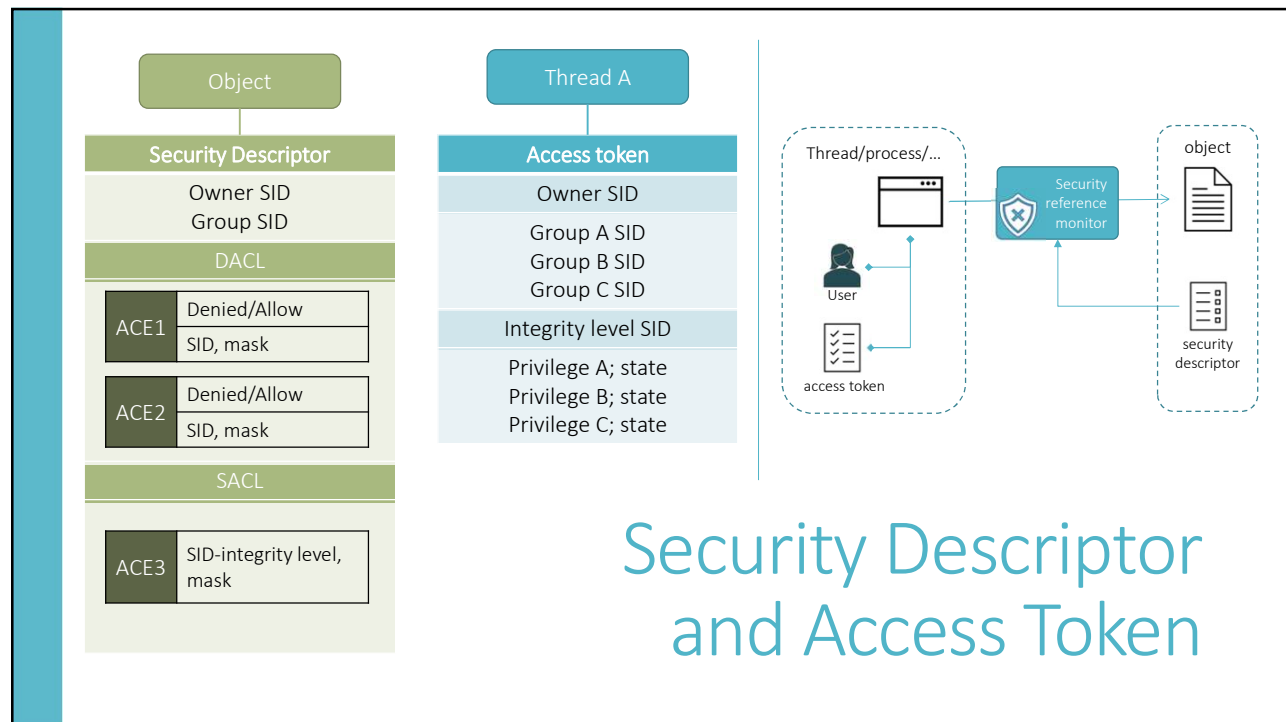 Object
Security Descriptor
Owner SID
Group SID
DACL
ACE1
Denied/Allow
SID, mask
ACE2
Denied/Allow
SID, mask
SACL
ACE3
SID-integrity level,
mask
Thread A
Access token
Owner SID
Group A SID
Group B SID
Group C SID
Integrity level SID
Privilege A; state
Privilege B; state
Privilege C; state
Thread/process/...
User
access token
Security
reference
monitor
object
security
descriptor
Security Descriptor
and Access Token